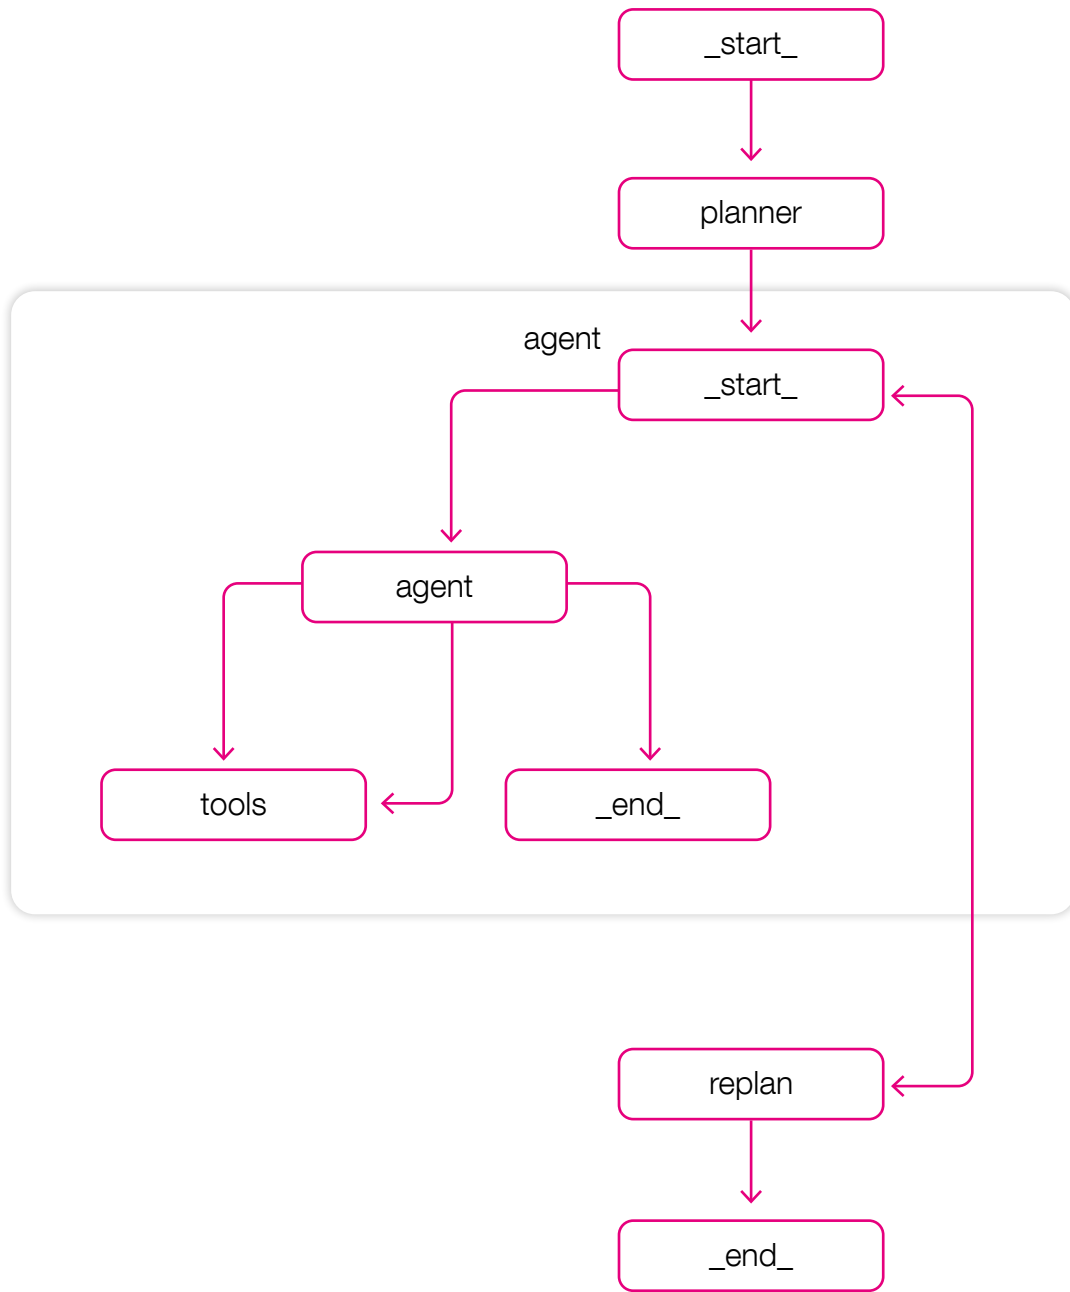 _start_
planner
agent
_start_
agent
tools
_end_
replan
_end_